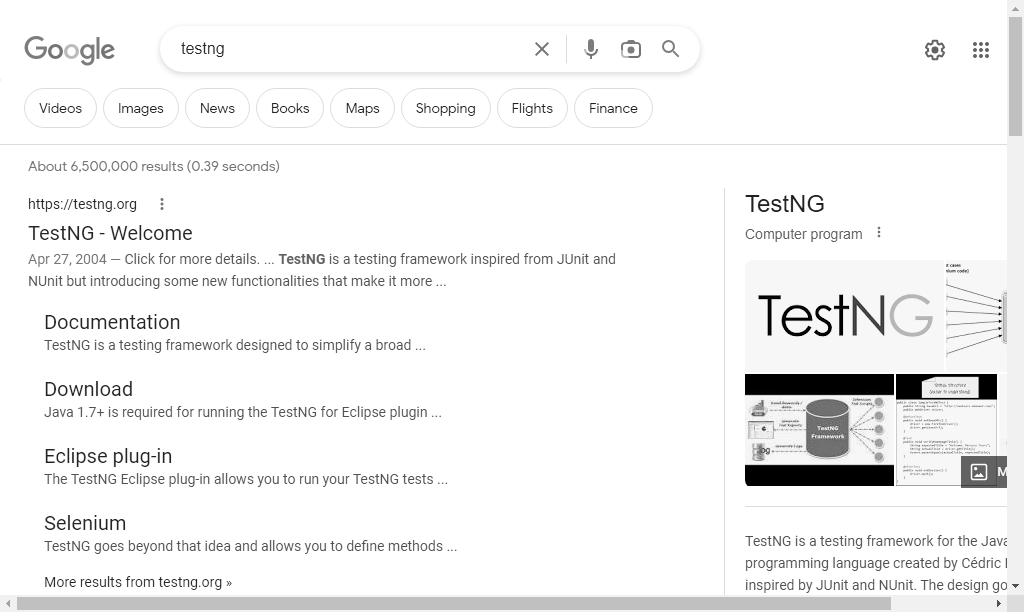 Google
testng
Videos
Images
News
Books
Maps
Shopping
Flights
Finance
About 6,500,000 results (0.39 seconds)
https://testng.org
TestNG - Welcome
Apr 27, 2004 — Click for more details. ... TestNG is a testing framework inspired from JUnit and
NUnit but introducing some new functionalities that make it more ...
Documentation
TestNG is a testing framework designed to simplify a broad ...
Download
Java 1.7+ is required for running the TestNG for Eclipse plugin ...
Eclipse plug-in
The TestNG Eclipse plug-in allows you to run your TestNG tests ...
Selenium
TestNG goes beyond that idea and allows you to define methods ...
More results from testng.org »
TestNG
Computer program
TestNG
TestNG
Framework
TestNG is a testing framework for the Java
programming language created by Cédric
inspired by JUnit and NUnit. The design go